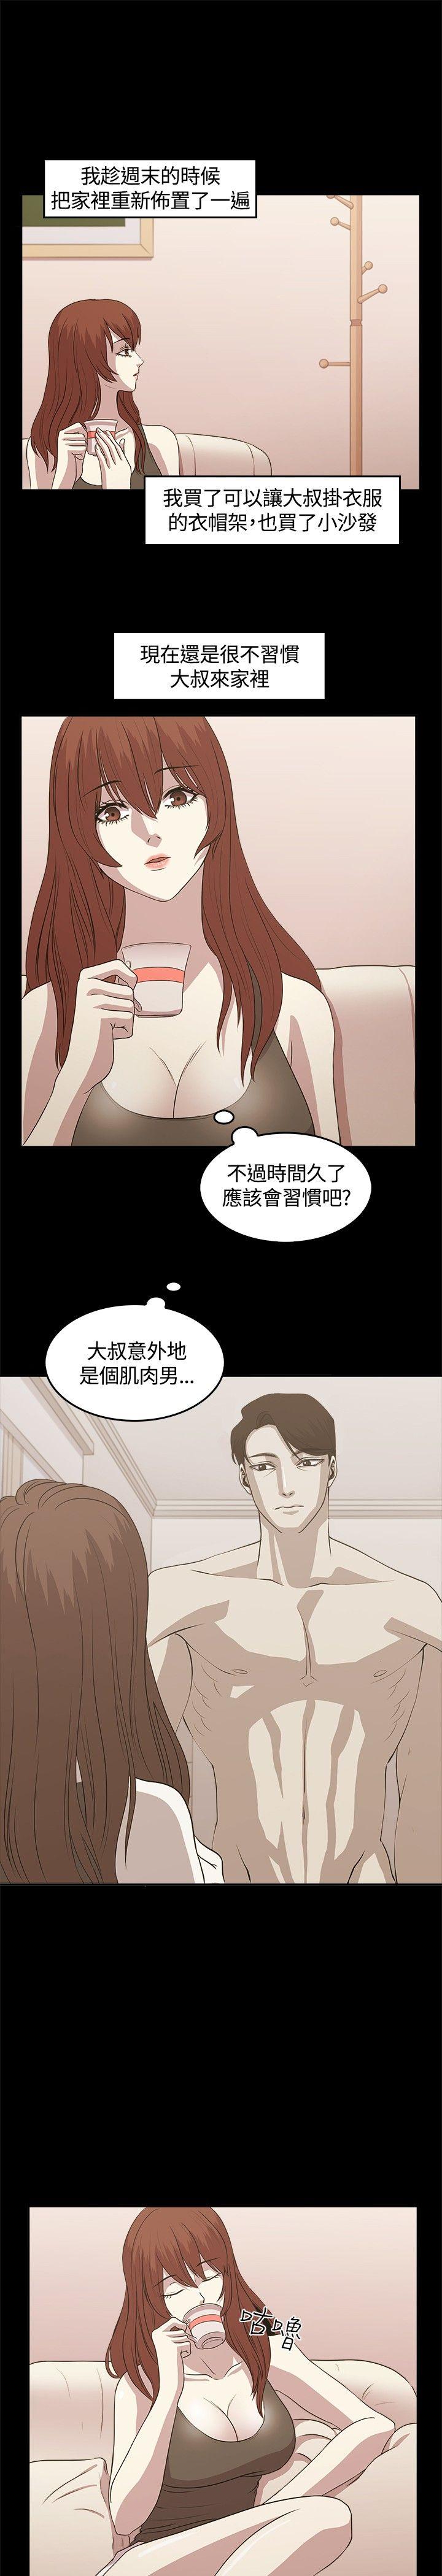 我趁週末的時候
把家裡重新佈置了一遍
我買了可以讓大叔掛衣服
的衣帽架，也買了小沙發
現在還是很不習慣
大叔來家裡
不過時間久了
應該會習慣吧？
大叔意外地
是個肌肉男...
咕嚕